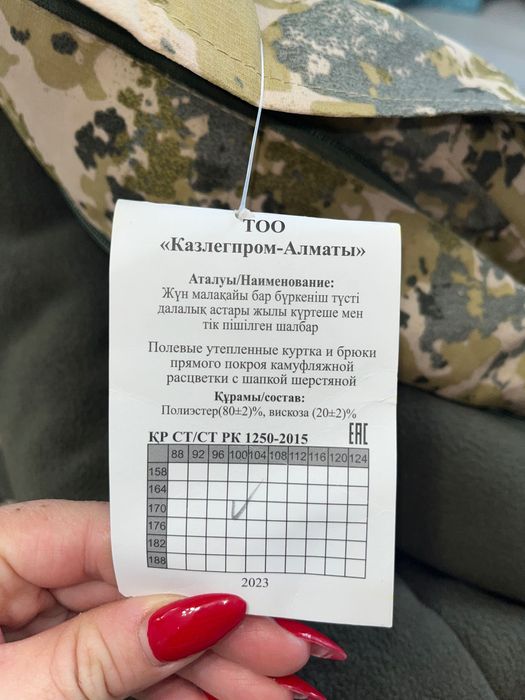 ТОО
«Казлегпром-Алматы»
Аталуы/Наименование:
Жүн малақайы бар бүркеніш түсті
далалық астары жылы күртеше мен
тік пішілген шалбар
Полевые утепленные куртка и брюки
прямого покроя камуфляжной
расцветки с шапкой шерстяной
Құрамы/состав:
Полиэстер(80±2)%, вискоза (20±2)%
ҚР СТ/СТ РК 1250-2015 EAC
88 92 96 100 104 108 112 116 120 124
158
164
170
176
182
188
2023